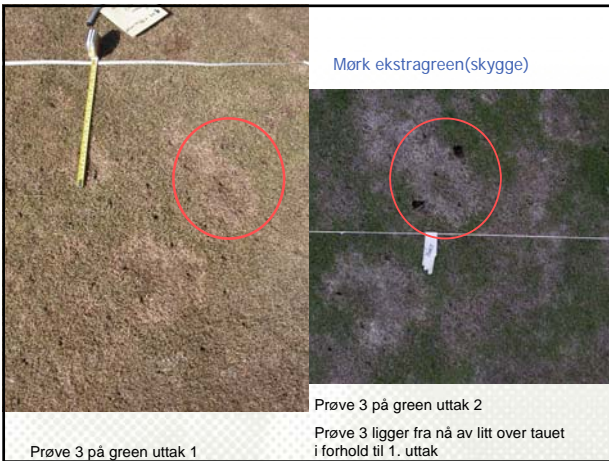 Mørk ekstragreen(skygge)
Prøve 3 på green uttak 1
Prøve 3 på green uttak 2
Prøve 3 ligger fra nå av litt over tauet
i forhold til 1. uttak